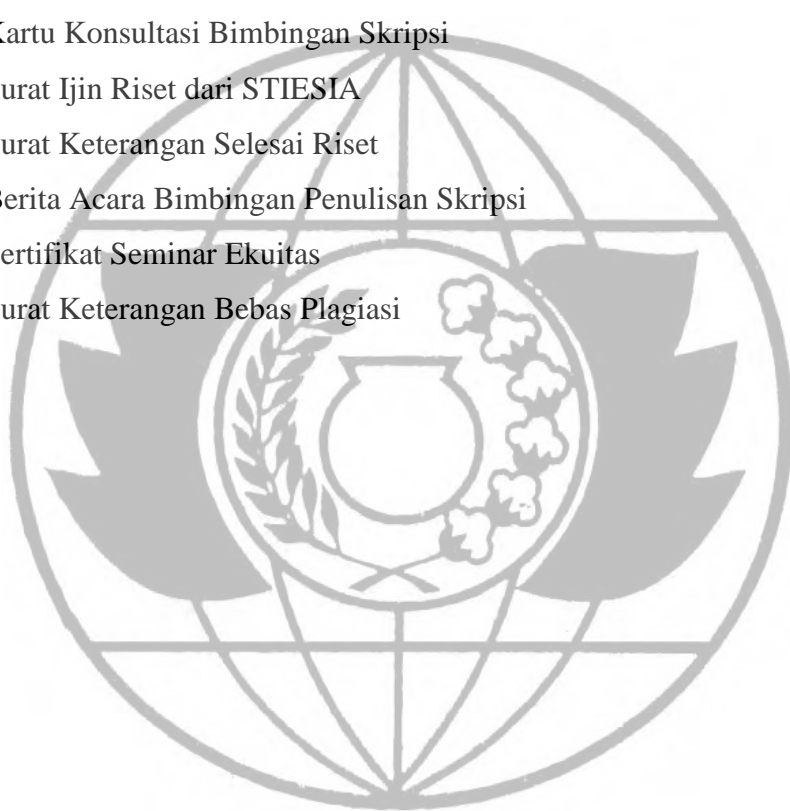 Kartu Konsultasi Bimbingan Skripsi
urat Ijin Riset dari STIESIA
urat Keterangan Selesai Riset
Berita Acara Bimbingan Penulisan Skripsi
ertifikat Seminar Ekuitas
urat Keterangan Bebas Plagiasi